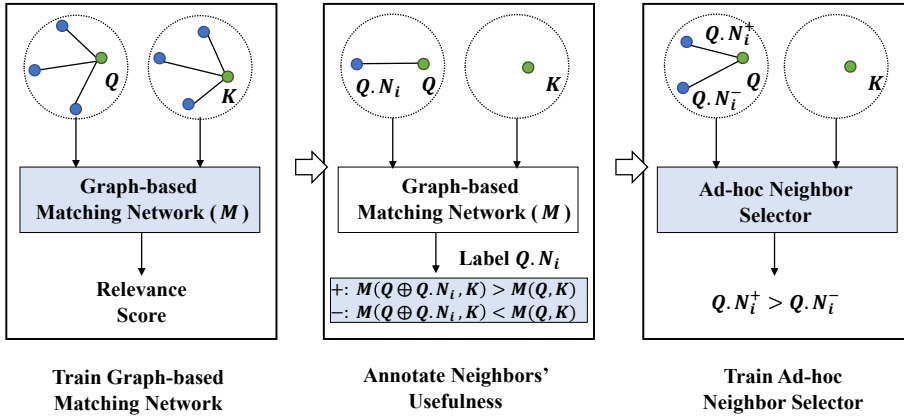 Q
K
Graph-based
Matching Network (M)
Relevance
Score
Train Graph-based
Matching Network
Q.N_i Q
K
Graph-based
Matching Network (M)
Label Q.N_i
+: M(Q ⊕ Q.N_i, K) > M(Q, K)
−: M(Q ⊕ Q.N_i, K) < M(Q, K)
Annotate Neighbors'
Usefulness
Q.N_i^+
Q
Q.N_i^-
K
Ad-hoc Neighbor
Selector
Q.N_i^+ > Q.N_i^-
Train Ad-hoc
Neighbor Selector